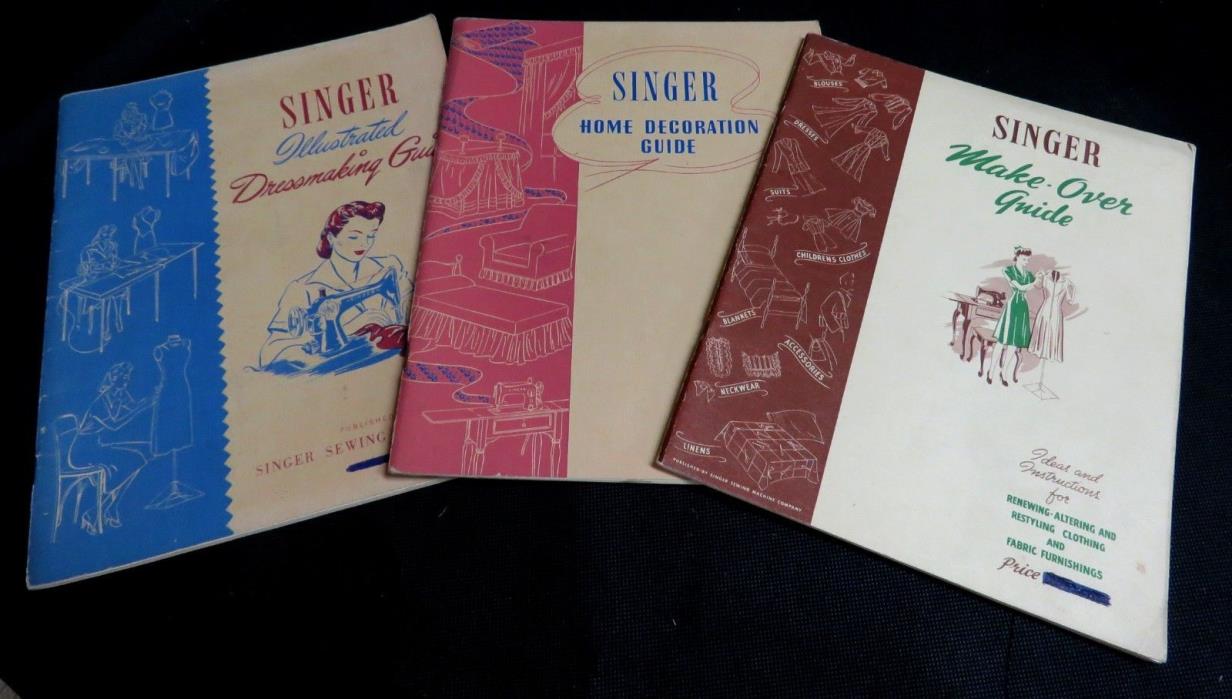 SINGER
Illustrated
Dressmaking
PUBLISHED
SINGER SEWING
SINGER
HOME DECORATION
GUIDE
BLOUSES
DRESSES
SUITS
CHILDRENS CLOTHES
BLANKETS
ACCESSORIES
NECKWEAR
LINENS
PUBLISHED BY SINGER SEWING MACHINE COMPANY
SINGER
Make-Over
Guide
Ideas and
Instructions
for
RENEWING-ALTERING AND
RESTYLING CLOTHING
AND
FABRIC FURNISHINGS
Price